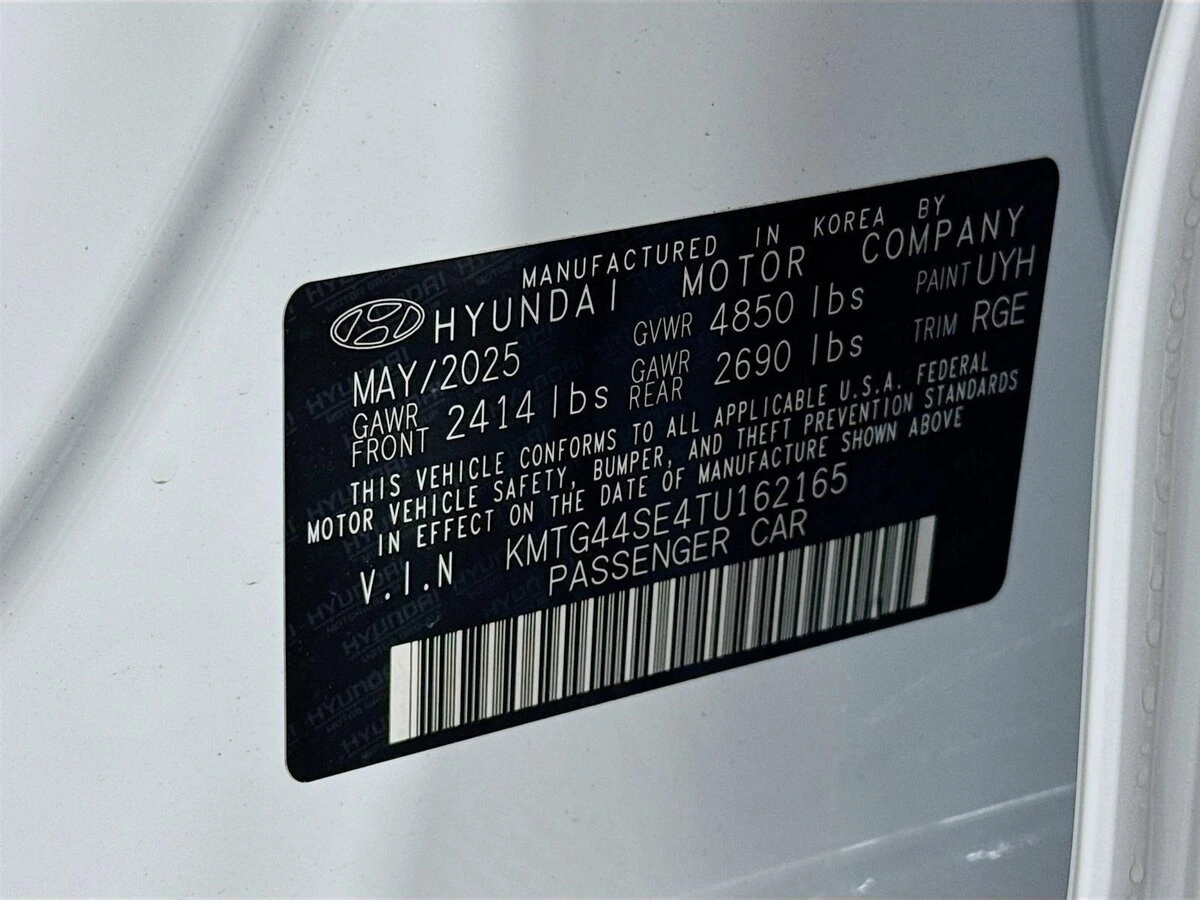 MANUFACTURED IN KOREA BY
HYUNDAI MOTOR COMPANY
MAY/2025 GVWR 4850 lbs PAINT UYH
GAWR FRONT 2414 lbs GAWR REAR 2690 lbs TRIM RGE
THIS VEHICLE CONFORMS TO ALL APPLICABLE U.S.A. FEDERAL
MOTOR VEHICLE SAFETY, BUMPER, AND THEFT PREVENTION STANDARDS
IN EFFECT ON THE DATE OF MANUFACTURE SHOWN ABOVE
V.I.N KMTG44SE4TU162165
PASSENGER CAR